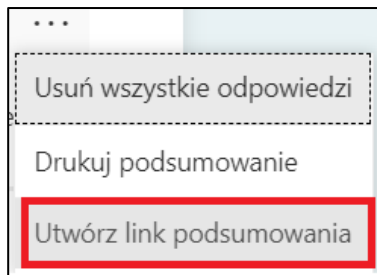 ...
Usuń wszystkie odpowiedzi
Drukuj podsumowanie
Utwórz link podsumowania